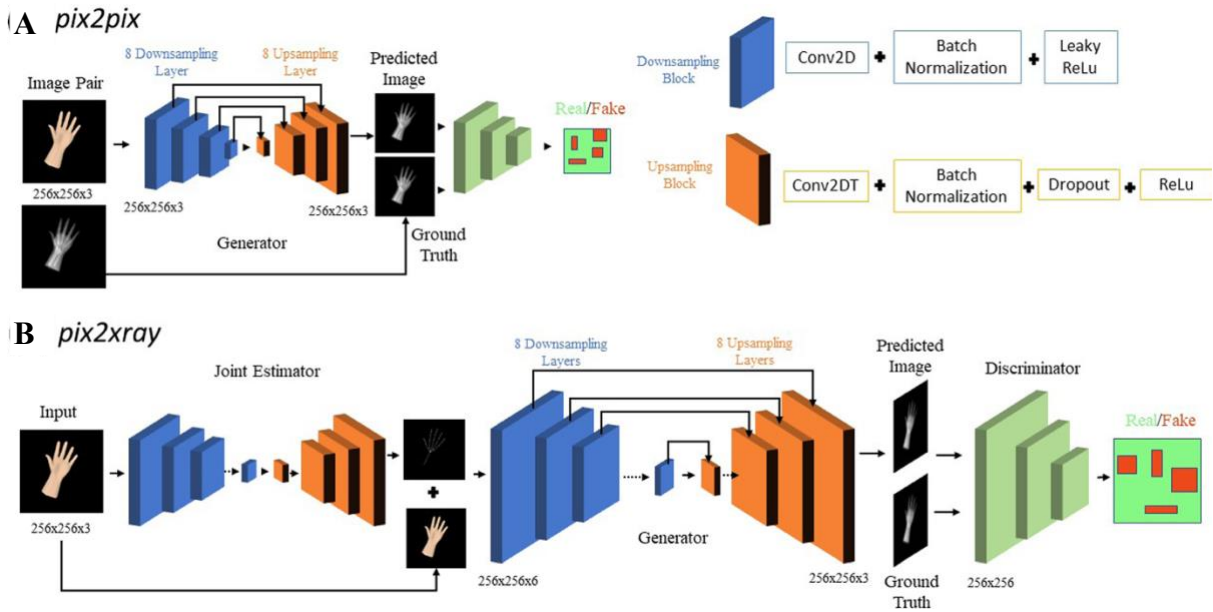 A pix2pix
8 Downsampling
Layer
8 Upsampling
Layer
Predicted
Image
Image Pair
256x256x3
256x256x3
256x256x3
Generator
Ground
Truth
Real/Fake
Downsampling
Block
Conv2D
+
Batch
Normalization
+
Leaky
ReLu
Upsampling
Block
Conv2DT
+
Batch
Normalization
+
Dropout
+
ReLu
B pix2xray
Joint Estimator
Input
256x256x3
+
8 Downsampling
Layers
8 Upsampling
Layers
256x256x6
Generator
256x256x3
Predicted
Image
Ground
Truth
Discriminator
256x256
Real/Fake